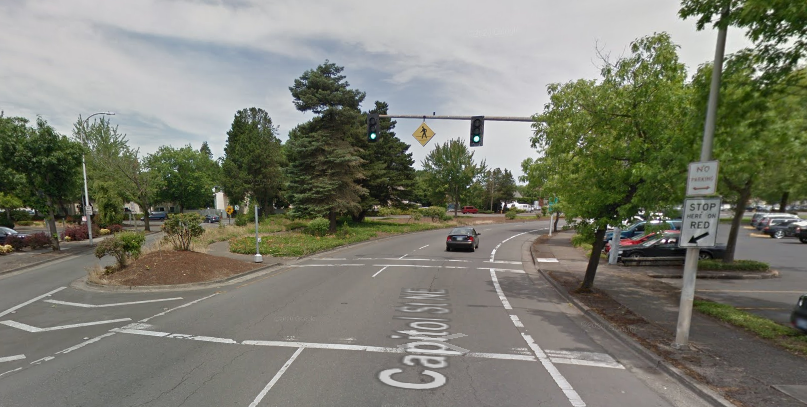 NO
PARKING
STOP
HERE ON
RED
Capitol St NE